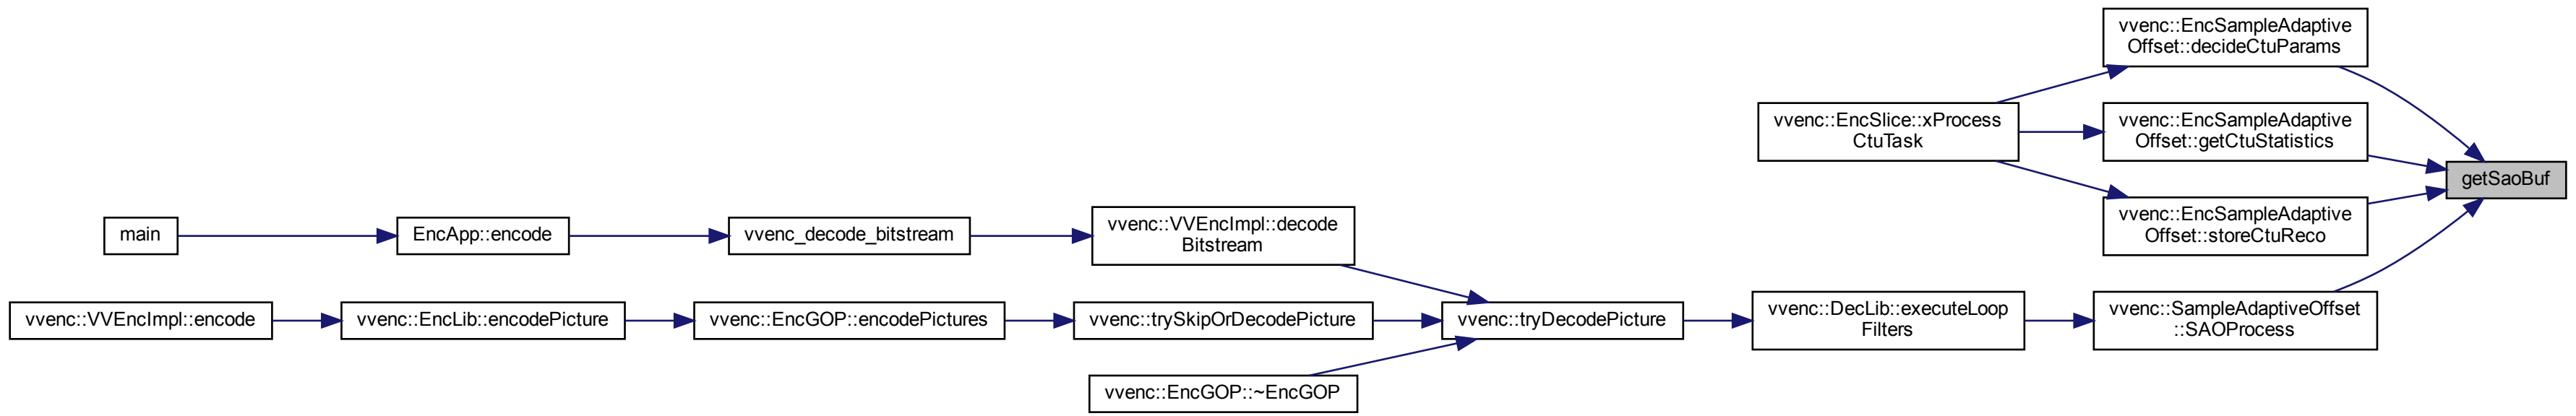 vvenc::EncSampleAdaptive
Offset::decideCtuParams
vvenc::EncSlice::xProcess
CtuTask
vvenc::EncSampleAdaptive
Offset::getCtuStatistics
getSaoBuf
vvenc::EncSampleAdaptive
Offset::storeCtuReco
main
EncApp::encode
vvenc_decode_bitstream
vvenc::VVEncImpl::decode
Bitstream
vvenc::VVEncImpl::encode
vvenc::EncLib::encodePicture
vvenc::EncGOP::encodePictures
vvenc::trySkipOrDecodePicture
vvenc::tryDecodePicture
vvenc::DecLib::executeLoop
Filters
vvenc::SampleAdaptiveOffset
::SAOProcess
vvenc::EncGOP::~EncGOP